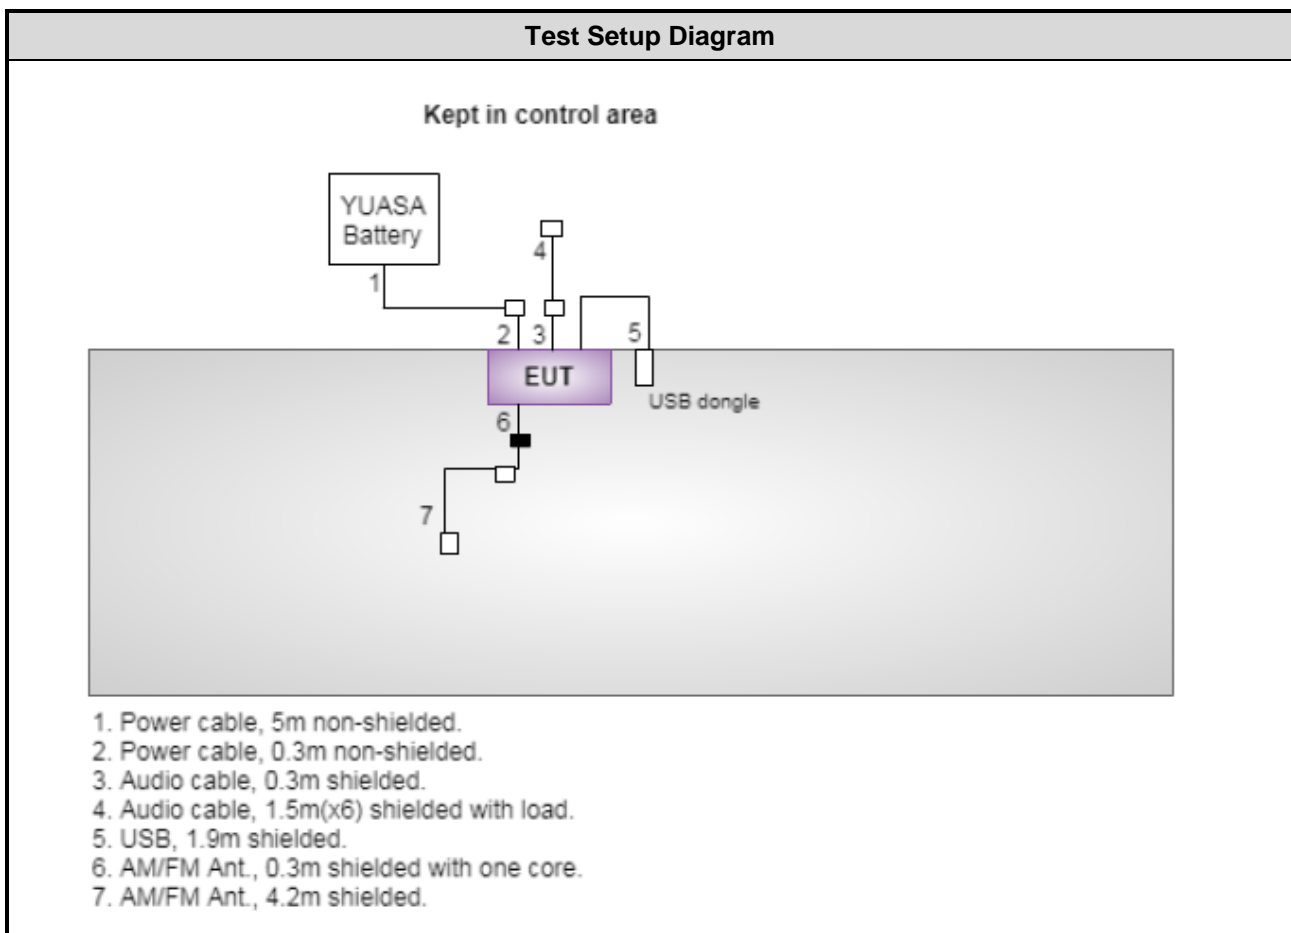 Test Setup Diagram
Kept in control area
YUASA
Battery
4
1
2
3
5
EUT
USB dongle
6
7
1. Power cable, 5m non-shielded.
2. Power cable, 0.3m non-shielded.
3. Audio cable, 0.3m shielded.
4. Audio cable, 1.5m(x6) shielded with load.
5. USB, 1.9m shielded.
6. AM/FM Ant., 0.3m shielded with one core.
7. AM/FM Ant., 4.2m shielded.